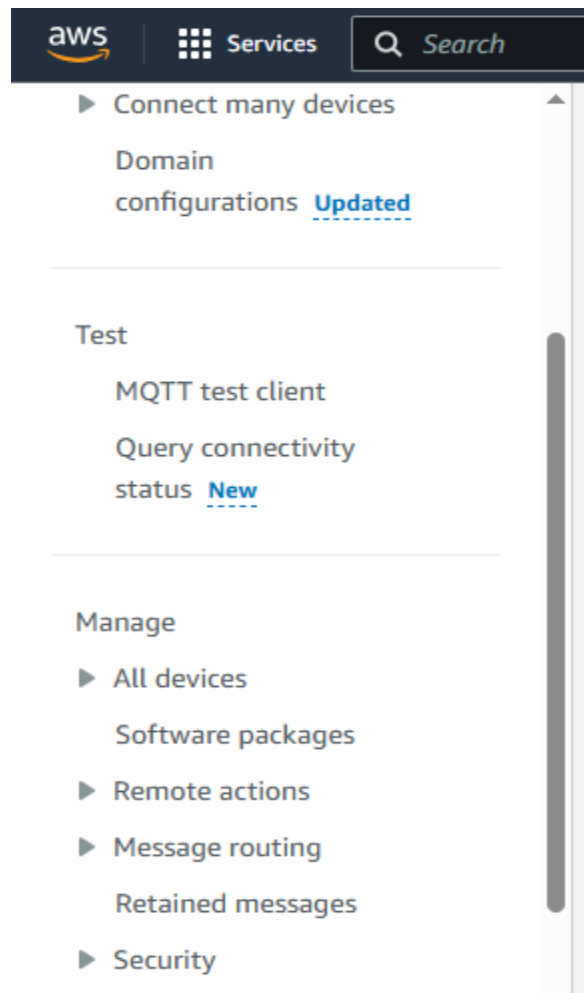 aws
Services
Search
Connect many devices
Domain
configurations Updated
Test
MQTT test client
Query connectivity
status New
Manage
All devices
Software packages
Remote actions
Message routing
Retained messages
Security